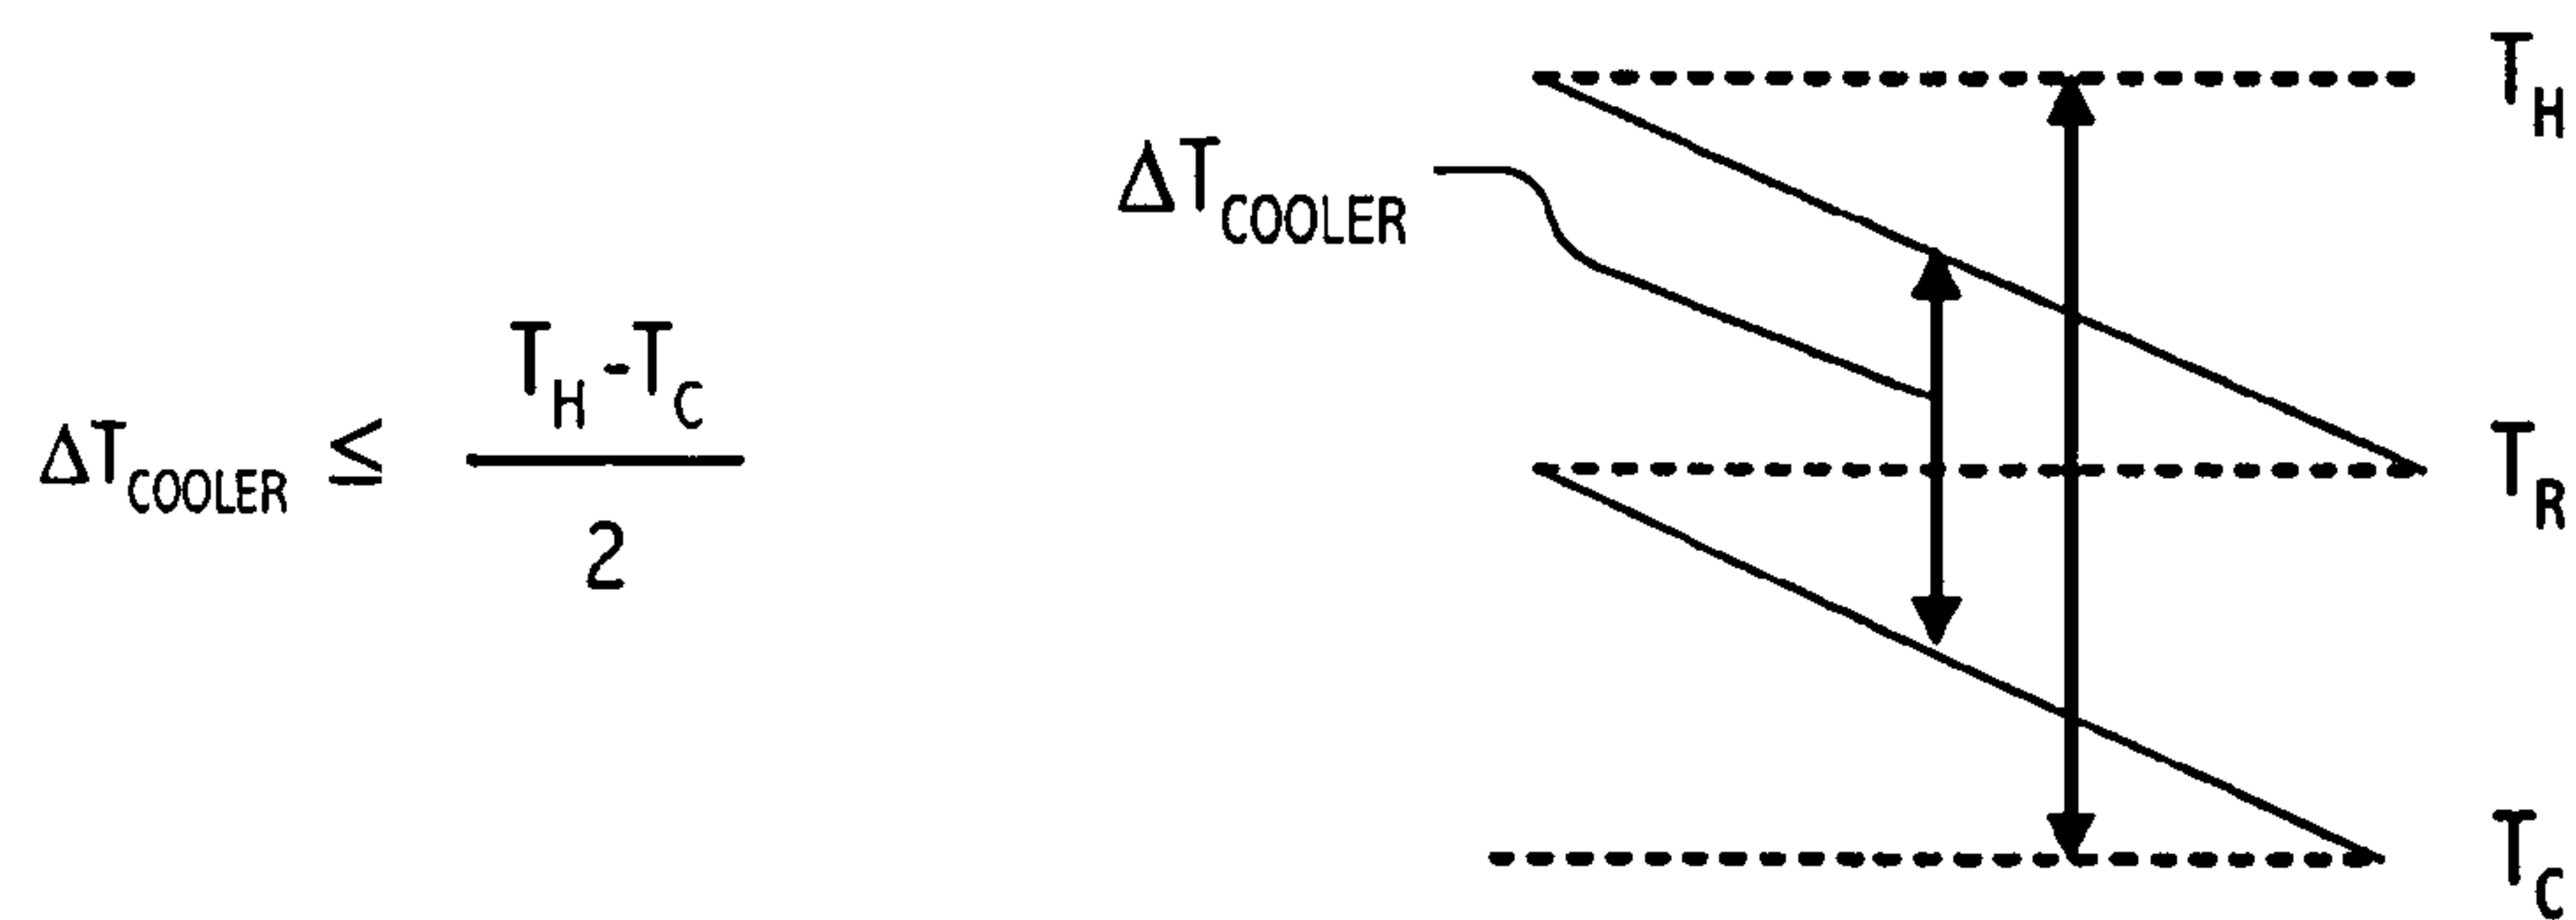 ΔT_COOLER ≤ (T_H - T_C) / 2
ΔT_COOLER
T_H
T_R
T_C